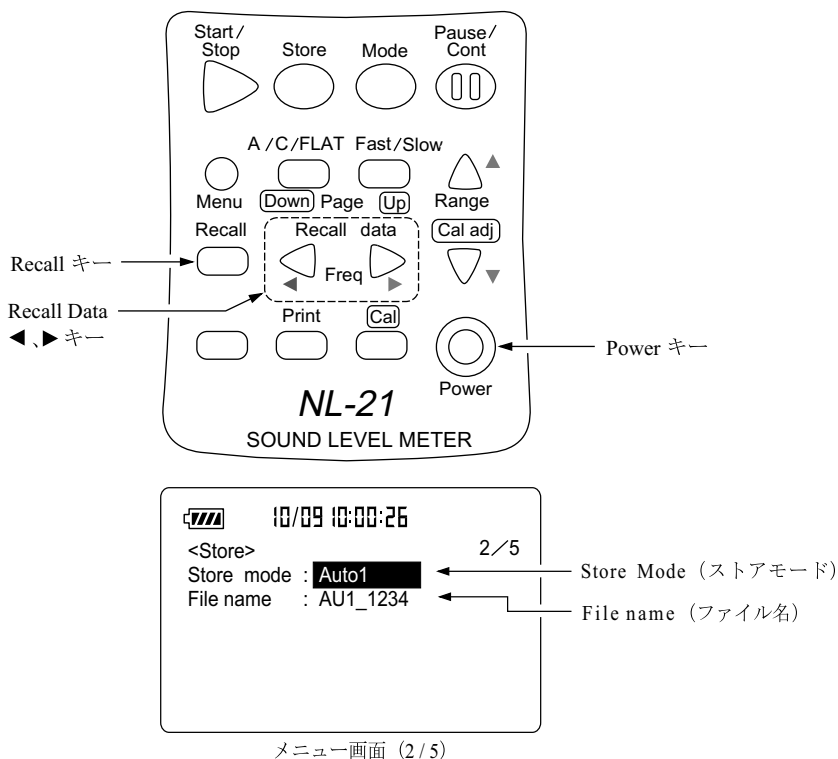 Start/
Stop
Store
Mode
Pause/
Cont
A/C/FLAT
Fast/Slow
Menu
Down Page Up
Range
Recall
Recall data
Cal adj
Freq
Recall キー
Recall Data
◀、▶キー
Print
Cal
Power キー
Power
NL-21
SOUND LEVEL METER
10/09 10:00:26
<Store>
2/5
Store mode : Auto1
Store Mode（ストアモード）
File name : AU1_1234
File name（ファイル名）
メニュー画面（2/5）